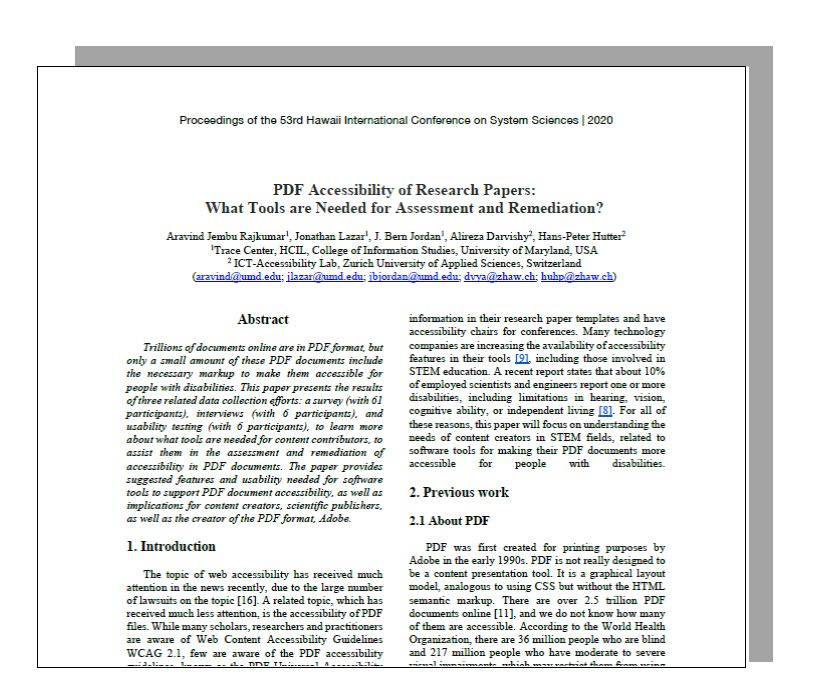 Proceedings of the 53rd Hawaii International Conference on System Sciences | 2020
PDF Accessibility of Research Papers:
What Tools are Needed for Assessment and Remediation?
Aravind Jembu Rajkumar¹, Jonathan Lazar¹, J. Bern Jordan¹, Alireza Darvishy², Hans-Peter Hutter²
¹Trace Center, HCIL, College of Information Studies, University of Maryland, USA
² ICT-Accessibility Lab, Zurich University of Applied Sciences, Switzerland
(aravind@umd.edu; jlazar@umd.edu; jbjordan@umd.edu; dvya@zhaw.ch; huhp@zhaw.ch)
Abstract
Trillions of documents online are in PDF format, but
only a small amount of these PDF documents include
the necessary markup to make them accessible for
people with disabilities. This paper presents the results
of three related data collection efforts: a survey (with 61
participants), interviews (with 6 participants), and
usability testing (with 6 participants), to learn more
about what tools are needed for content contributors, to
assist them in the assessment and remediation of
accessibility in PDF documents. The paper provides
suggested features and usability needed for software
tools to support PDF document accessibility, as well as
implications for content creators, scientific publishers,
as well as the creator of the PDF format, Adobe.
1. Introduction
The topic of web accessibility has received much
attention in the news recently, due to the large number
of lawsuits on the topic [16]. A related topic, which has
received much less attention, is the accessibility of PDF
files. While many scholars, researchers and practitioners
are aware of Web Content Accessibility Guidelines
WCAG 2.1, few are aware of the PDF accessibility
guidelines, known as the PDF Universal Accessibility
information in their research paper templates and have
accessibility chairs for conferences. Many technology
companies are increasing the availability of accessibility
features in their tools [9], including those involved in
STEM education. A recent report states that about 10%
of employed scientists and engineers report one or more
disabilities, including limitations in hearing, vision,
cognitive ability, or independent living [8]. For all of
these reasons, this paper will focus on understanding the
needs of content creators in STEM fields, related to
software tools for making their PDF documents more
accessible for people with disabilities.
2. Previous work
2.1 About PDF
PDF was first created for printing purposes by
Adobe in the early 1990s. PDF is not really designed to
be a content presentation tool. It is a graphical layout
model, analogous to using CSS but without the HTML
semantic markup. There are over 2.5 trillion PDF
documents online [11], and we do not know how many
of them are accessible. According to the World Health
Organization, there are 36 million people who are blind
and 217 million people who have moderate to severe
visual impairments, which may restrict them from using